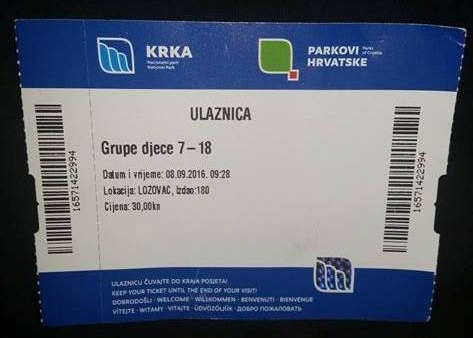 KRKA
Nacionalni park
National Park
PARKOVI
HRVATSKE
Parks
of Croatia
ULAZNICA
Grupe djece 7-18
Datum i vrijeme: 08.09.2016. 09:28
Lokacija: LOZOVAC, Izdao:180
Cijena: 30,00kn
16571422994
16571422994
ULAZNICU ČUVAJTE DO KRAJA POSJETA!
KEEP YOUR TICKET UNTIL THE END OF YOUR VISIT!
DOBRODOŠLI · WELCOME · WILLKOMMEN · BENVENUTI · BIENVENUE
VÍTEJTE · WITAMY · VITAJTE · ÜDVÖZÖLJÜK · ДОБРО ПОЖАЛОВАТЬ